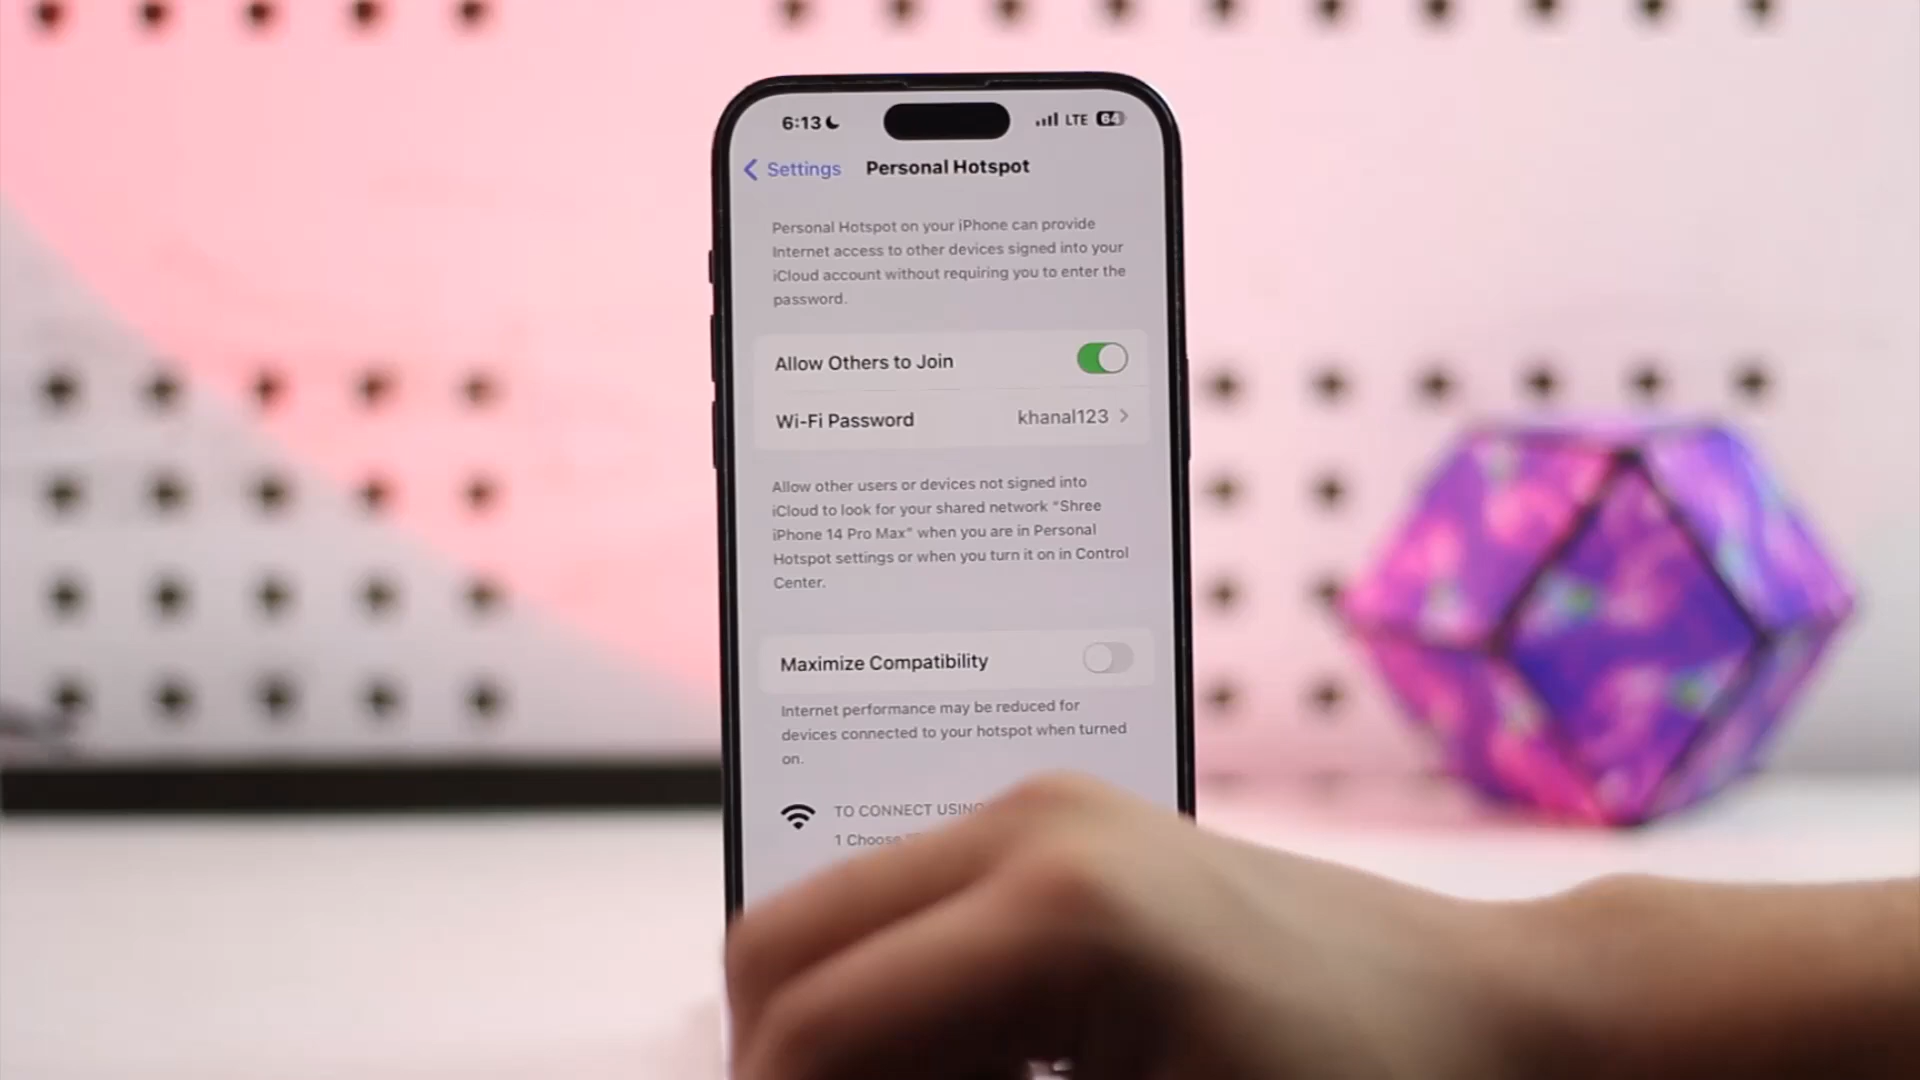 6:13
LTE 64
Settings
Personal Hotspot
Personal Hotspot on your iPhone can provide
Internet access to other devices signed into your
iCloud account without requiring you to enter the
password.
Allow Others to Join
Wi-Fi Password khanal123
Allow other users or devices not signed into
iCloud to look for your shared network “Shree
iPhone 14 Pro Max” when you are in Personal
Hotspot settings or when you turn it on in Control
Center.
Maximize Compatibility
Internet performance may be reduced for
devices connected to your hotspot when turned
on.
TO CONNECT USING
1 Choose